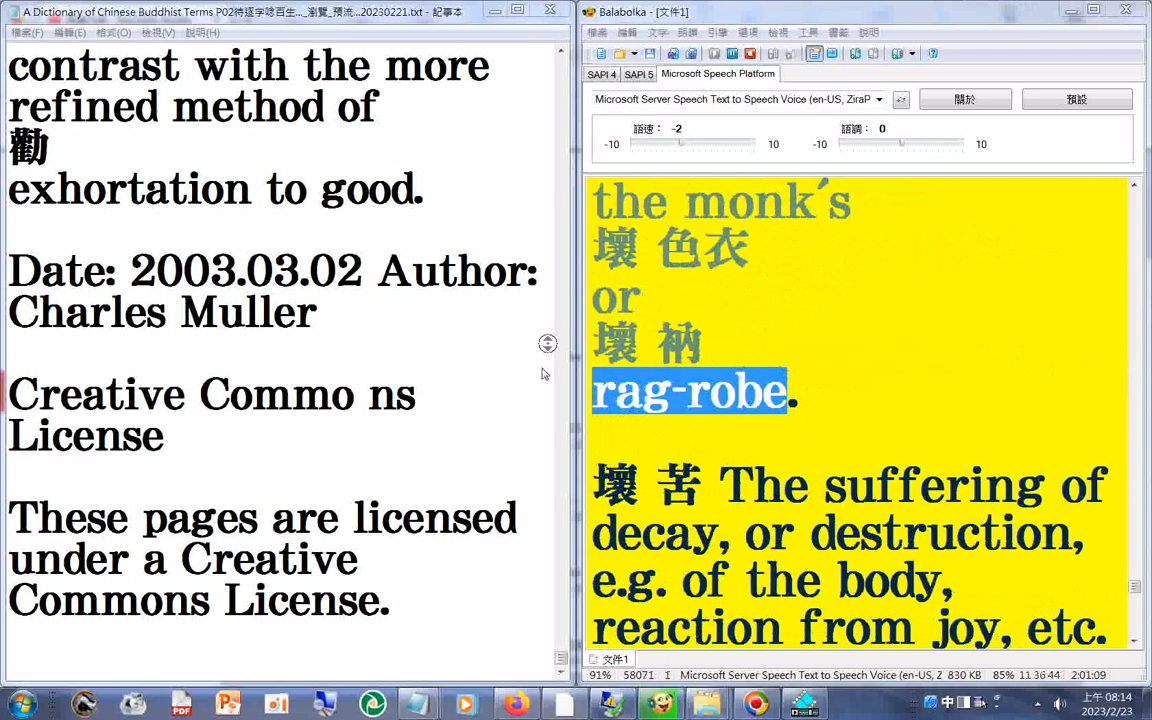 A Dictionary of Chinese Buddhist Terms P02待逐字唸百生..._瀏覽_預流...20230221.txt - 記事本
檔案(F) 編輯(E) 格式(O) 檢視(V) 說明(H)
contrast with the more
refined method of
勸
exhortation to good.
Date: 2003.03.02 Author:
Charles Muller
Creative Commo ns
License
These pages are licensed
under a Creative
Commons License.
Balabolka - [文件1]
檔案 編輯 文字 朗讀 引擎 選項 檢視 工具 書籤 說明
SAPI 4 SAPI 5 Microsoft Speech Platform
Microsoft Server Speech Text to Speech Voice (en-US, ZiraP
關於 預設
語速： -2 語調： 0
-10 10 -10 10
the monk's
壞 色衣
or
壞 衲
rag-robe.
壞 苦 The suffering of
decay, or destruction,
e.g. of the body,
reaction from joy, etc.
文件1
91% 58071: 1 Microsoft Speech Platform Microsoft Server Speech Text to Speech Voice (en-US, Z 830 KB 85% 11:36:44 2:01:09
中
上午 08:14
2023/2/23